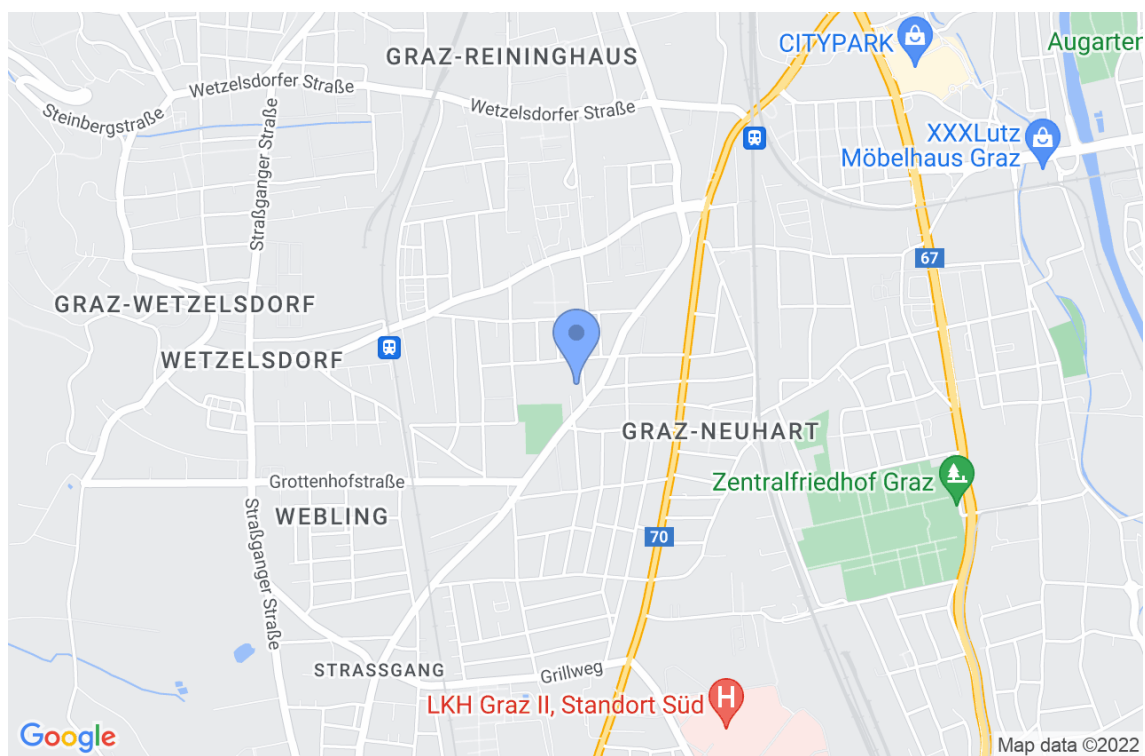 GRAZ-REININGHAUS
CITYPARK
Augarten
Wetzelsdorfer Straße
Wetzelsdorfer Straße
Steinbergstraße
XXXLutz
Möbelhaus Graz
Straßganger Straße
67
GRAZ-WETZELSDORF
WETZELSDORF
GRAZ-NEUHART
Grottenhofstraße
Zentralfriedhof Graz
WEBLING
70
Straßganger Straße
STRASSGANG
Grillweg
H
LKH Graz II, Standort Süd
Google
Map data ©2022